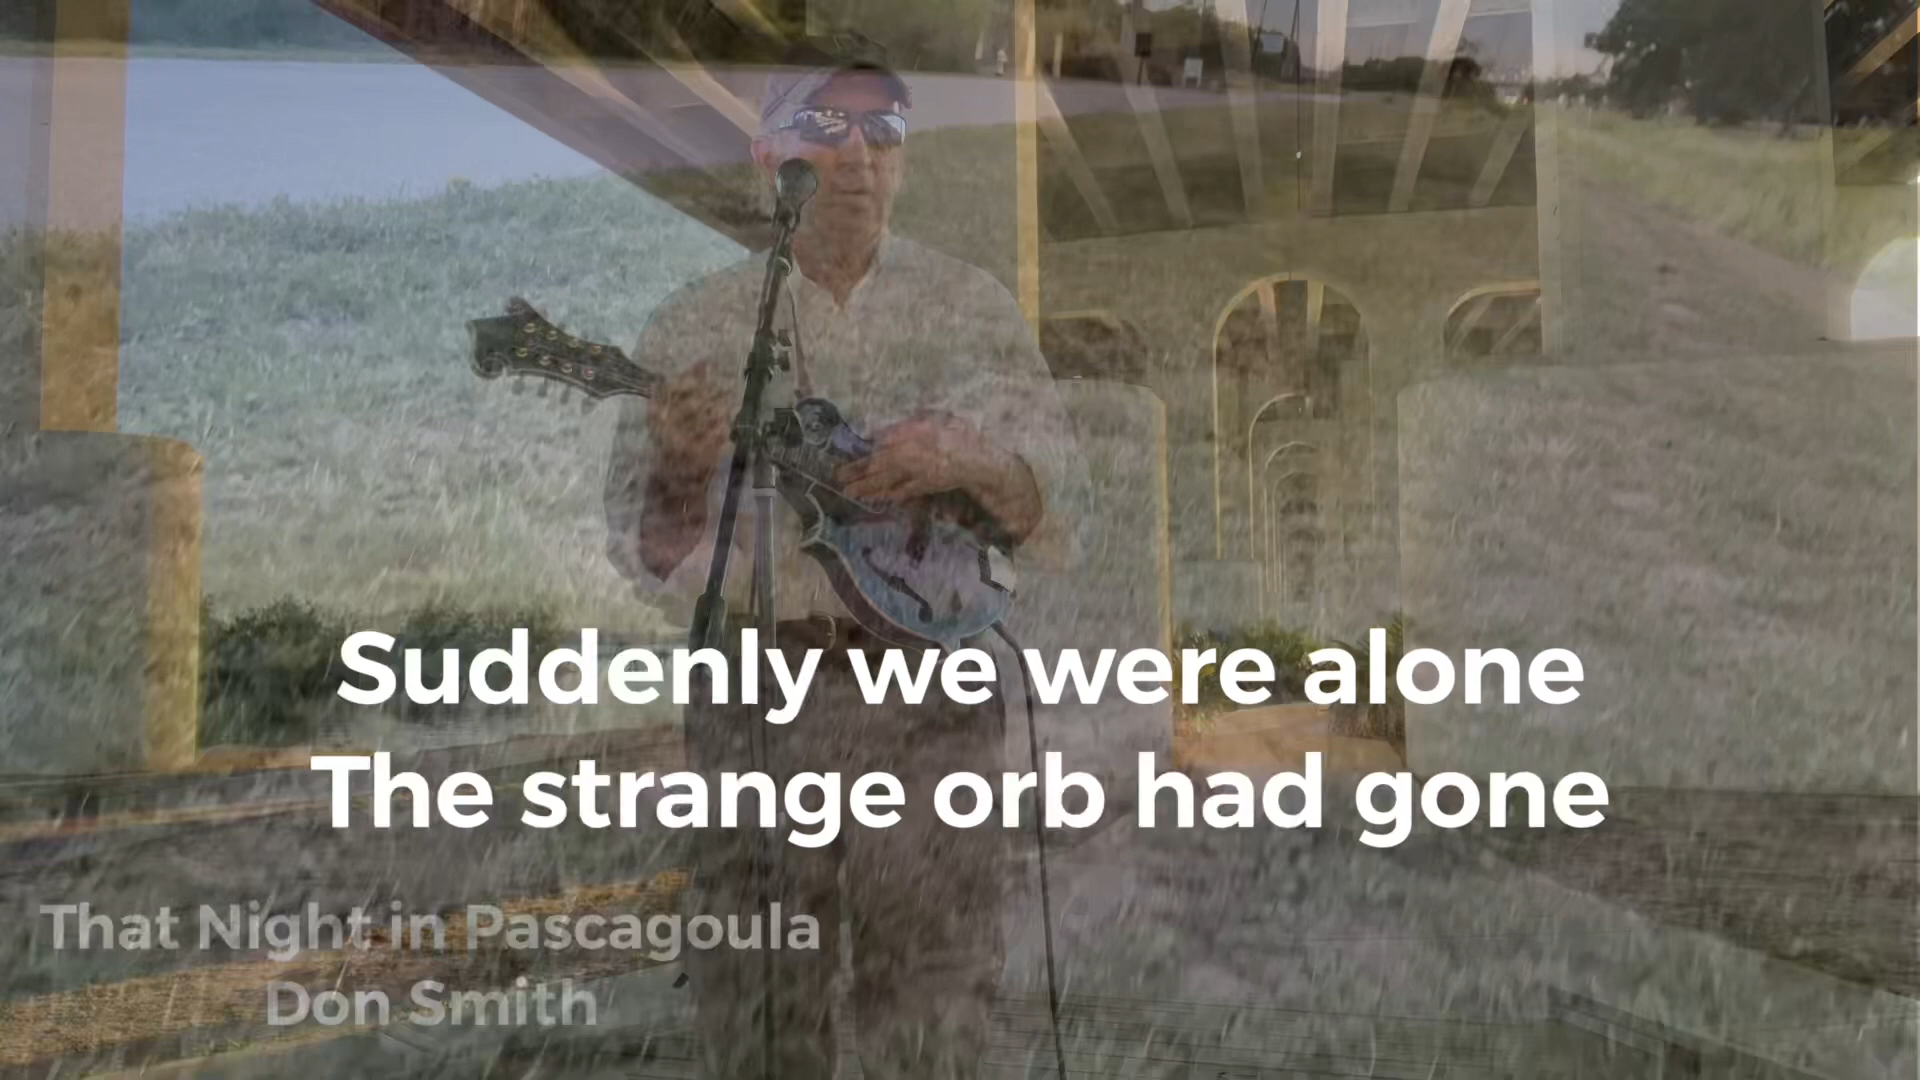 Suddenly we were alone
The strange orb had gone
That Night in Pascagoula
Don Smith